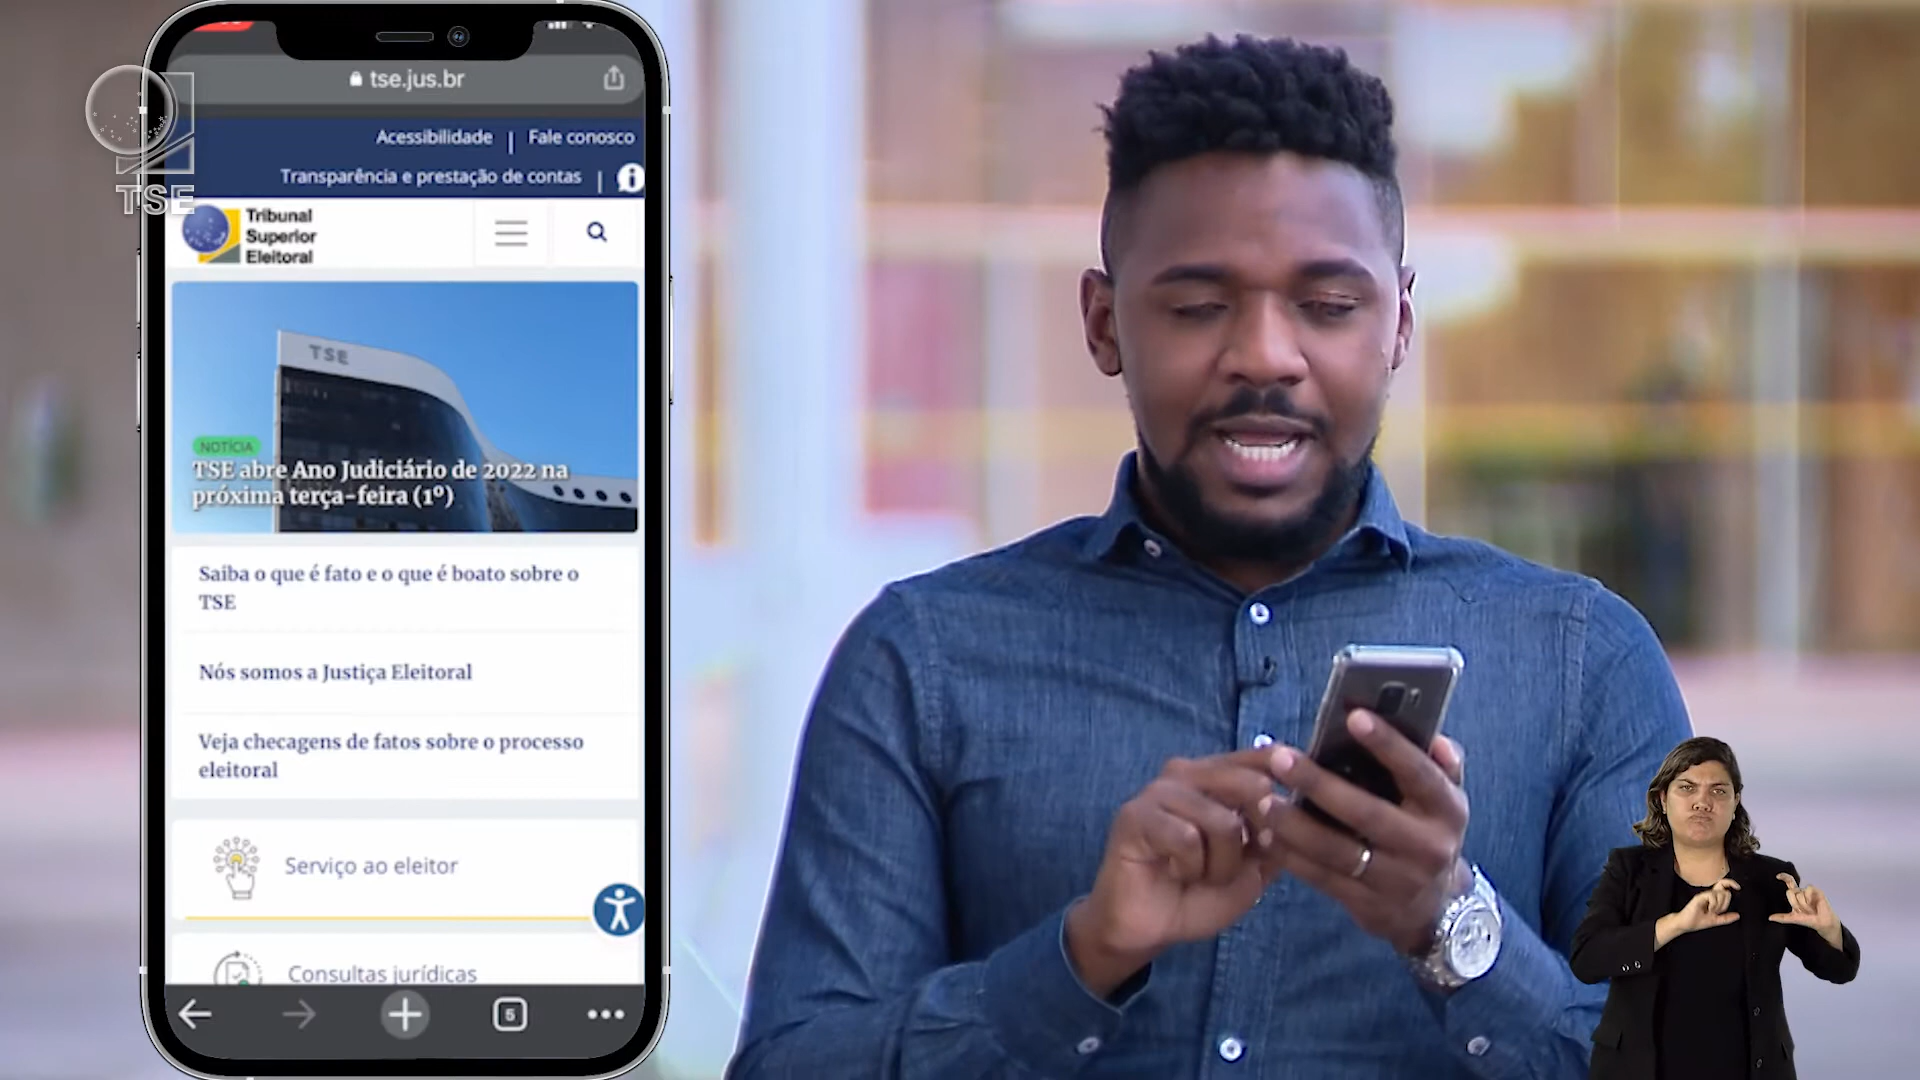 tse.jus.br
Acessibilidade | Fale conosco
Transparência e prestação de contas |
TSE
Tribunal
Superior
Eleitoral
TSE
NOTÍCIA
TSE abre Ano Judiciário de 2022 na
próxima terça-feira (1º)
Saiba o que é fato e o que é boato sobre o
TSE
Nós somos a Justiça Eleitoral
Veja checagens de fatos sobre o processo
eleitoral
Serviço ao eleitor
Consultas jurídicas
5